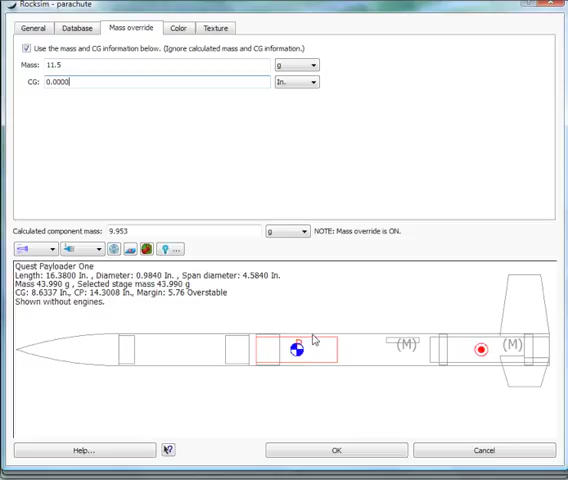 Rocksim - parachute
General Database Mass override Color Texture
Use the mass and CG information below. (Ignore calculated mass and CG information.)
Mass: 11.5 g
CG: 0.0000 In.
Calculated component mass: 9.953 g NOTE: Mass override is ON.
...
Quest Payloader One
Length: 16.3800 In. , Diameter: 0.9840 In. , Span diameter: 4.5840 In.
Mass 43.990 g , Selected stage mass 43.990 g
CG: 8.6337 In., CP: 14.3008 In., Margin: 5.76 Overstable
Shown without engines.
(M) (M)
Help... OK Cancel